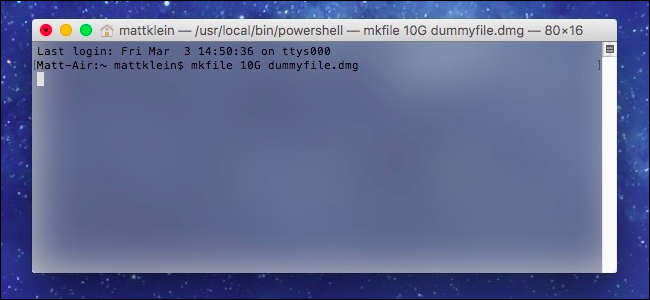 mattklein — /usr/local/bin/powershell — mkfile 10G dummyfile.dmg — 80×16
Last login: Fri Mar  3 14:50:36 on ttys000
[Matt-Air:~ mattklein$ mkfile 10G dummyfile.dmg ]